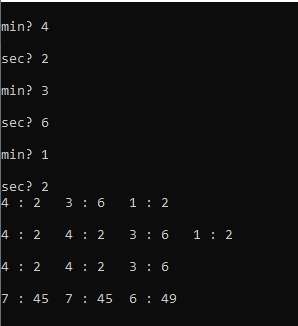 min? 4
sec? 2
min? 3
sec? 6
min? 1
sec? 2
4 : 2   3 : 6   1 : 2
4 : 2   4 : 2   3 : 6   1 : 2
4 : 2   4 : 2   3 : 6
7 : 45  7 : 45  6 : 49